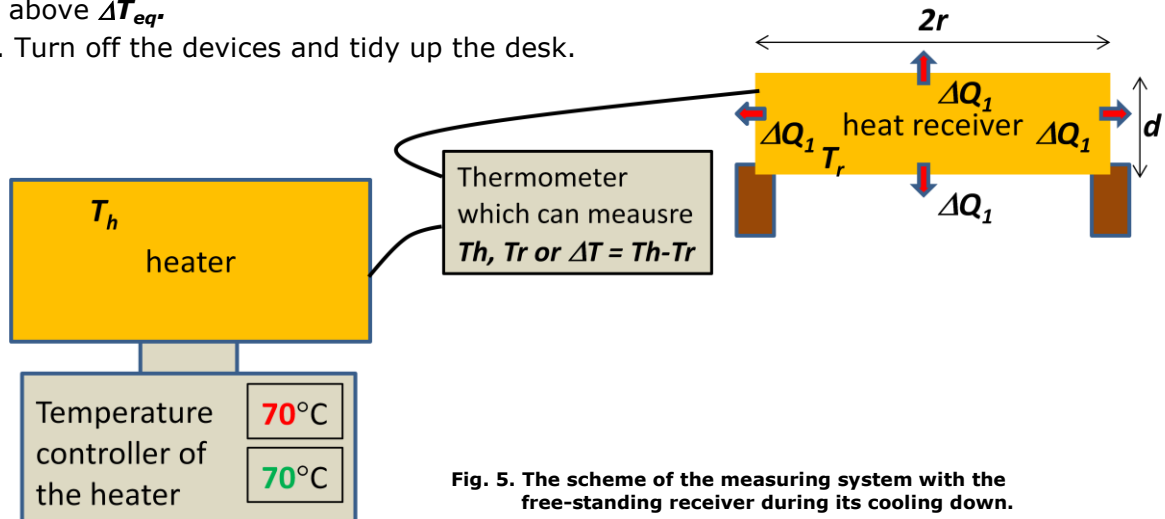 above ΔTeq.
. Turn off the devices and tidy up the desk.
2r
ΔQ1
heat receiver
ΔQ1
ΔQ1
d
Tr
ΔQ1
Thermometer
which can meausre
Th, Tr or ΔT = Th-Tr
Th
heater
Temperature
controller of
the heater
70°C
70°C
Fig. 5. The scheme of the measuring system with the
free-standing receiver during its cooling down.